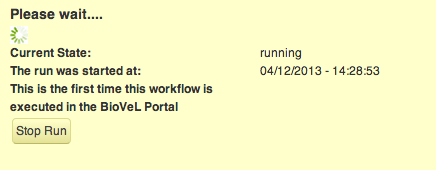 Please wait....
Current State: running
The run was started at: 04/12/2013 - 14:28:53
This is the first time this workflow is
executed in the BioVeL Portal
Stop Run